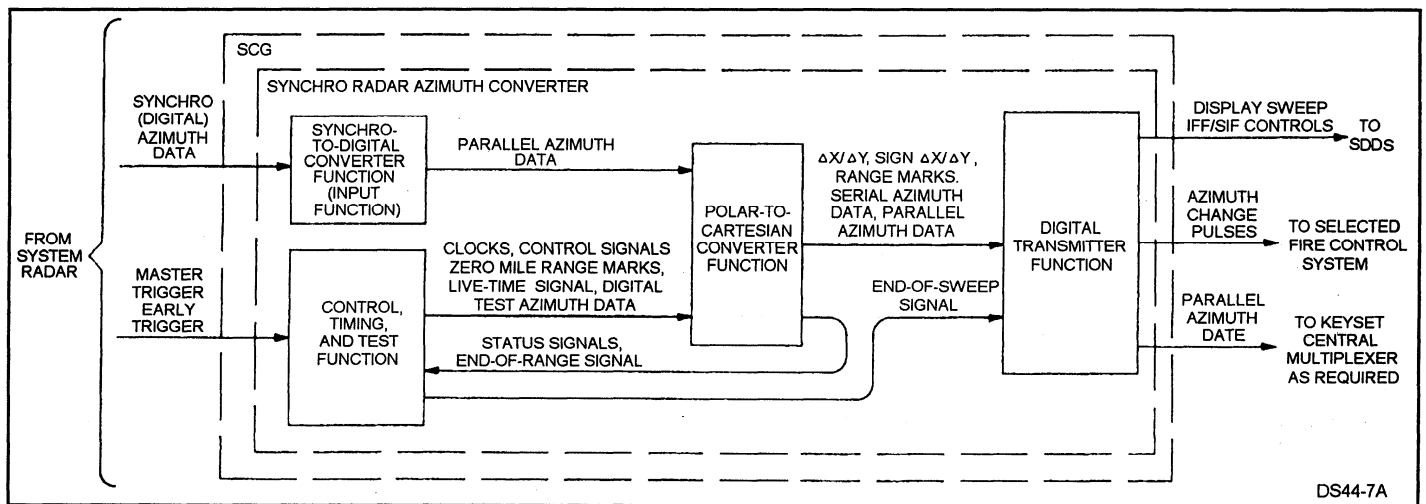 SCG
SYNCHRO RADAR AZIMUTH CONVERTER
FROM
SYSTEM
RADAR
SYNCHRO
(DIGITAL)
AZIMUTH
DATA
MASTER
TRIGGER
EARLY
TRIGGER
SYNCHRO-
TO-DIGITAL
CONVERTER
FUNCTION
(INPUT
FUNCTION)
PARALLEL AZIMUTH
DATA
CONTROL,
TIMING,
AND TEST
FUNCTION
CLOCKS, CONTROL SIGNALS
ZERO MILE RANGE MARKS,
LIVE-TIME SIGNAL, DIGITAL
TEST AZIMUTH DATA
STATUS SIGNALS,
END-OF-RANGE SIGNAL
POLAR-TO-
CARTESIAN
CONVERTER
FUNCTION
ΔX/ΔY, SIGN ΔX/ΔY,
RANGE MARKS.
SERIAL AZIMUTH
DATA, PARALLEL
AZIMUTH DATA
END-OF-SWEEP
SIGNAL
DIGITAL
TRANSMITTER
FUNCTION
DISPLAY SWEEP
IFF/SIF CONTROLS
TO
SDDS
AZIMUTH
CHANGE
PULSES
TO SELECTED
FIRE CONTROL
SYSTEM
PARALLEL
AZIMUTH
DATE
TO KEYSET
CENTRAL
MULTIPLEXER
AS REQUIRED
DS44-7A